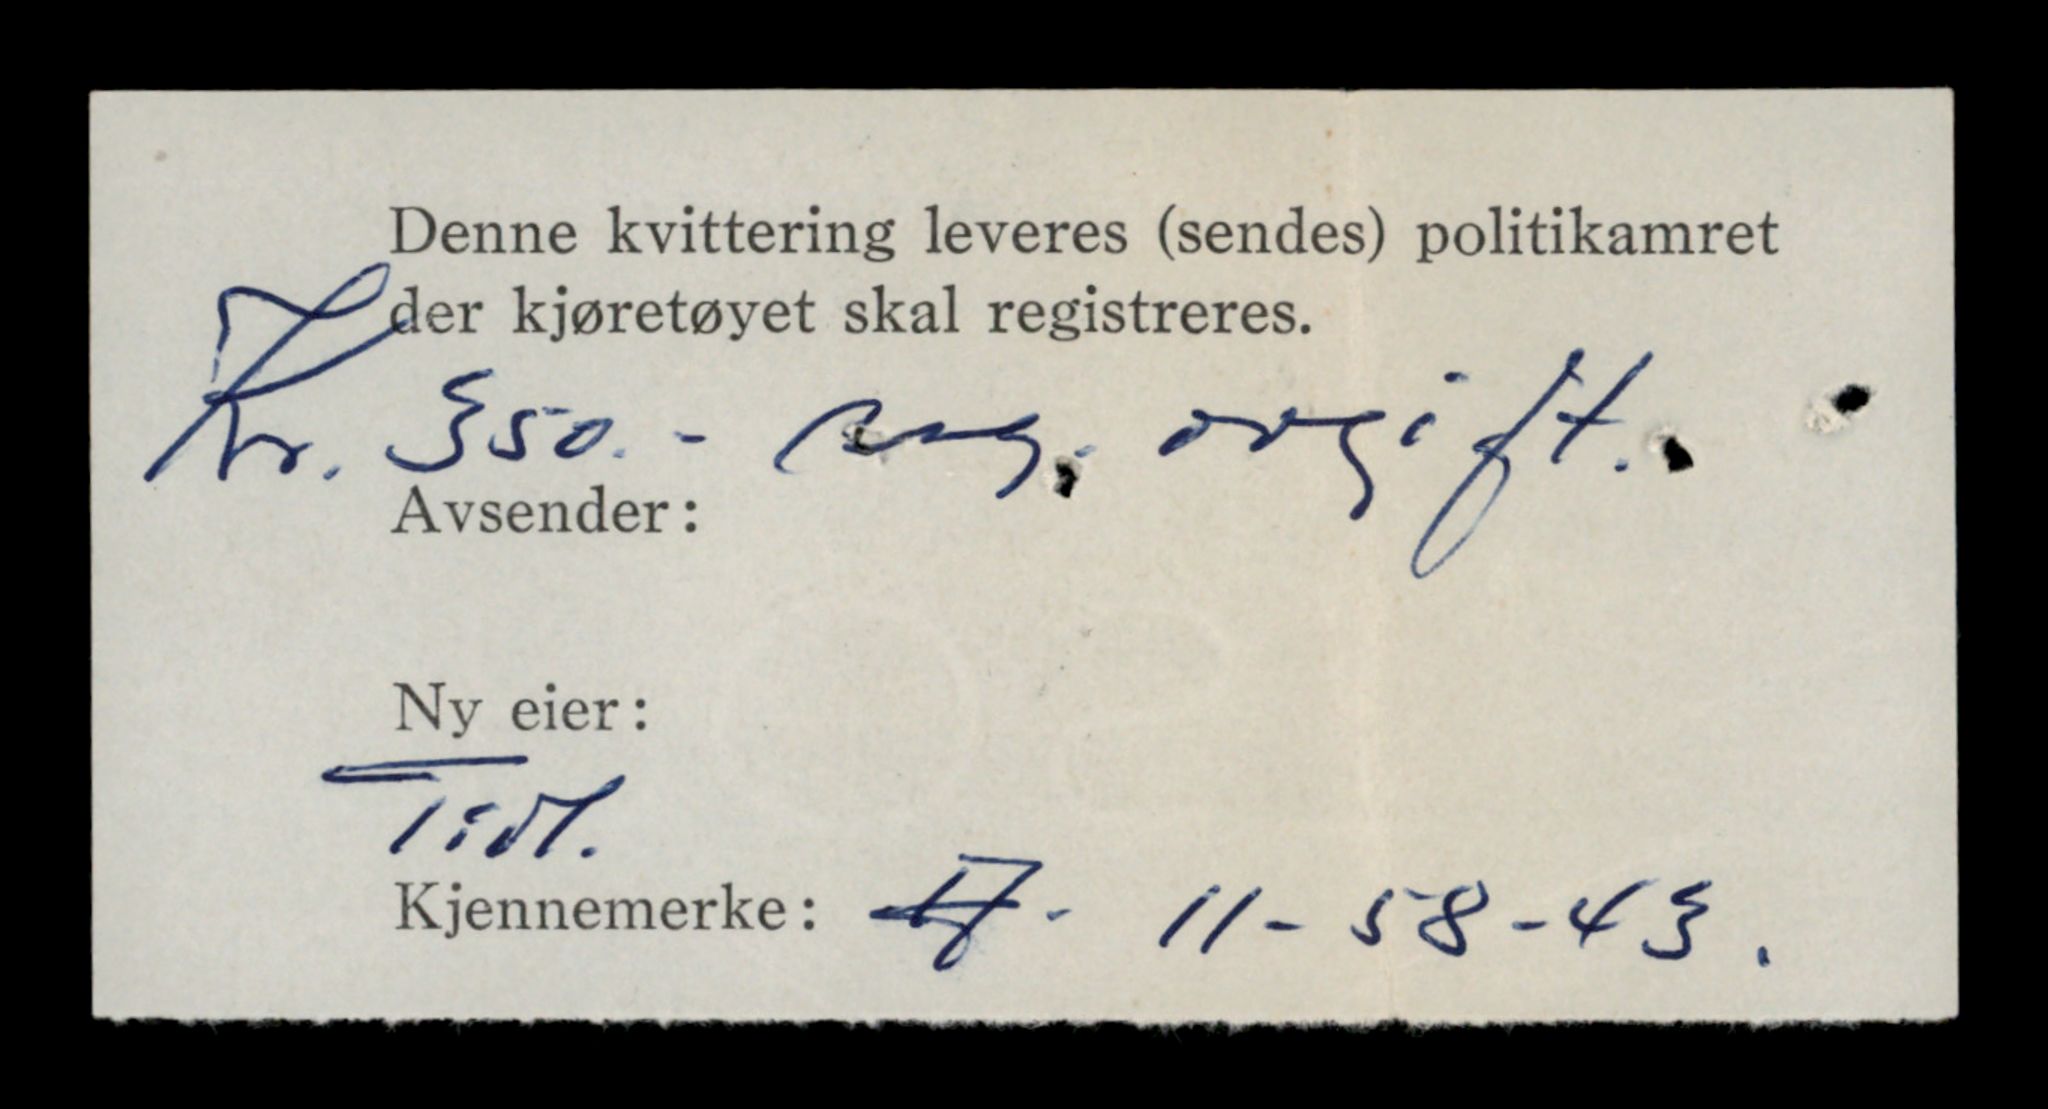 Denne kvittering leveres (sendes) politikamret
der kjøretøyet skal registreres.
Kr. 350.- reg. avgift.
Avsender:
Ny eier:
Tidl.
Kjennemerke: 11-58-43.